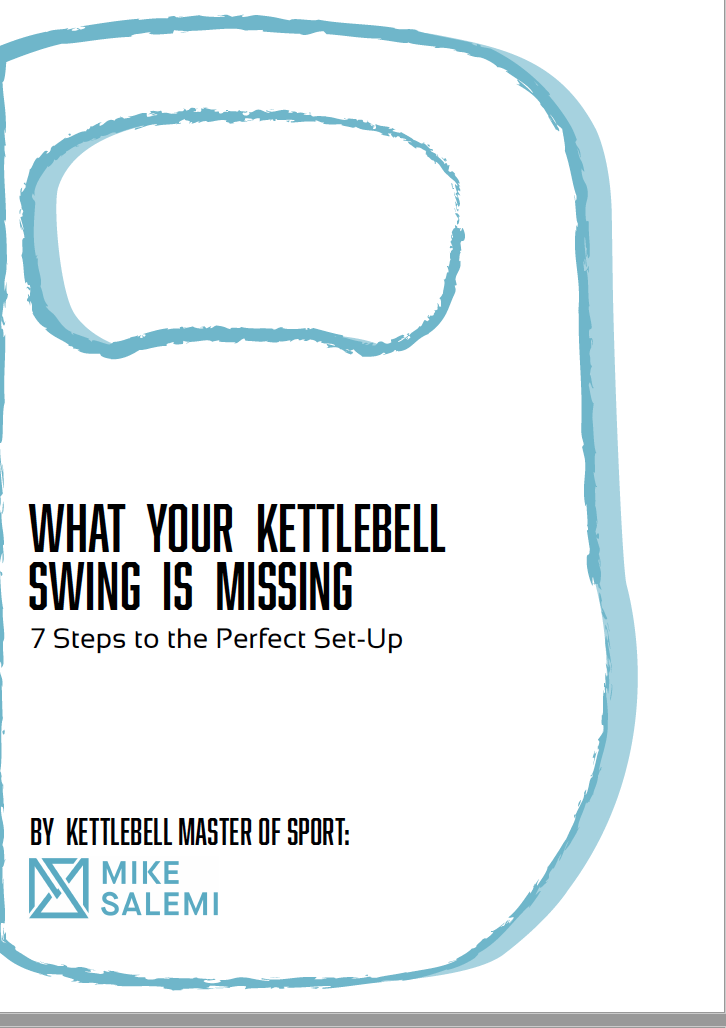 WHAT YOUR KETTLEBELL
SWING IS MISSING
7 Steps to the Perfect Set-Up
BY KETTLEBELL MASTER OF SPORT:
MIKE
SALEMI